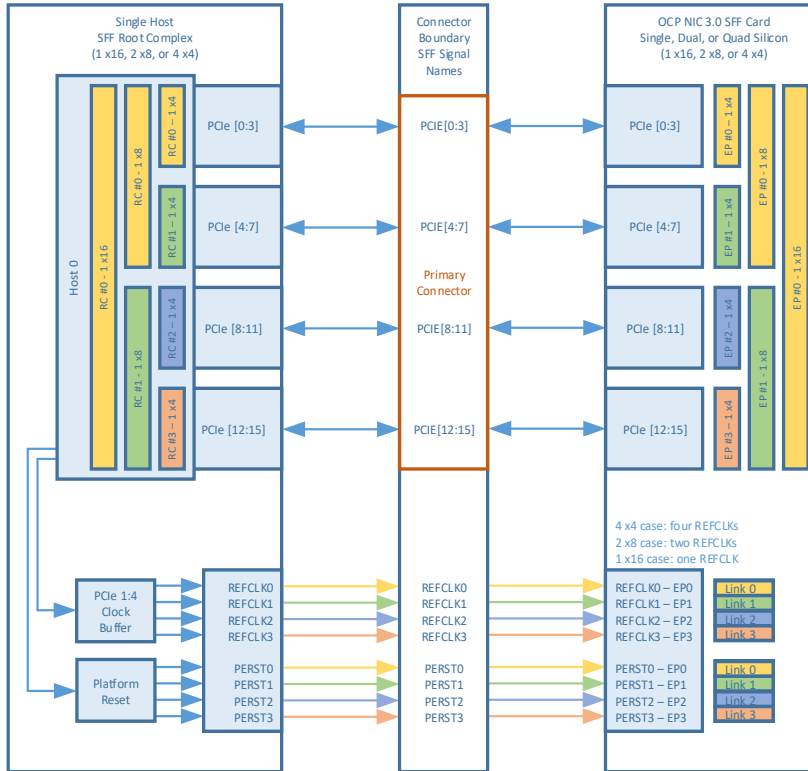 Single Host
SFF Root Complex
(1 x16, 2 x8, or 4 x4)
Host 0
RC #0 - 1 x16
RC #0 - 1 x8
RC #1 - 1 x8
RC #0 – 1 x4
RC #1 – 1 x4
RC #2 – 1 x4
RC #3 – 1 x4
PCIe [0:3]
PCIe [4:7]
PCIe [8:11]
PCIe [12:15]
PCIe 1:4
Clock
Buffer
Platform
Reset
REFCLK0
REFCLK1
REFCLK2
REFCLK3
PERST0
PERST1
PERST2
PERST3
Connector
Boundary
SFF Signal
Names
PCIE[0:3]
PCIE[4:7]
Primary
Connector
PCIE[8:11]
PCIE[12:15]
REFCLK0
REFCLK1
REFCLK2
REFCLK3
PERST0
PERST1
PERST2
PERST3
OCP NIC 3.0 SFF Card
Single, Dual, or Quad Silicon
(1 x16, 2 x8, or 4 x4)
PCIe [0:3]
PCIe [4:7]
PCIe [8:11]
PCIe [12:15]
EP #0 – 1 x4
EP #1 – 1 x4
EP #2 – 1 x4
EP #3 – 1 x4
EP #0 - 1 x8
EP #1 - 1 x8
EP #0 - 1 x16
4 x4 case: four REFCLKs
2 x8 case: two REFCLKs
1 x16 case: one REFCLK
REFCLK0 – EP0
REFCLK1 – EP1
REFCLK2 – EP2
REFCLK3 – EP3
Link 0
Link 1
Link 2
Link 3
PERST0 – EP0
PERST1 – EP1
PERST2 – EP2
PERST3 – EP3
Link 0
Link 1
Link 2
Link 3